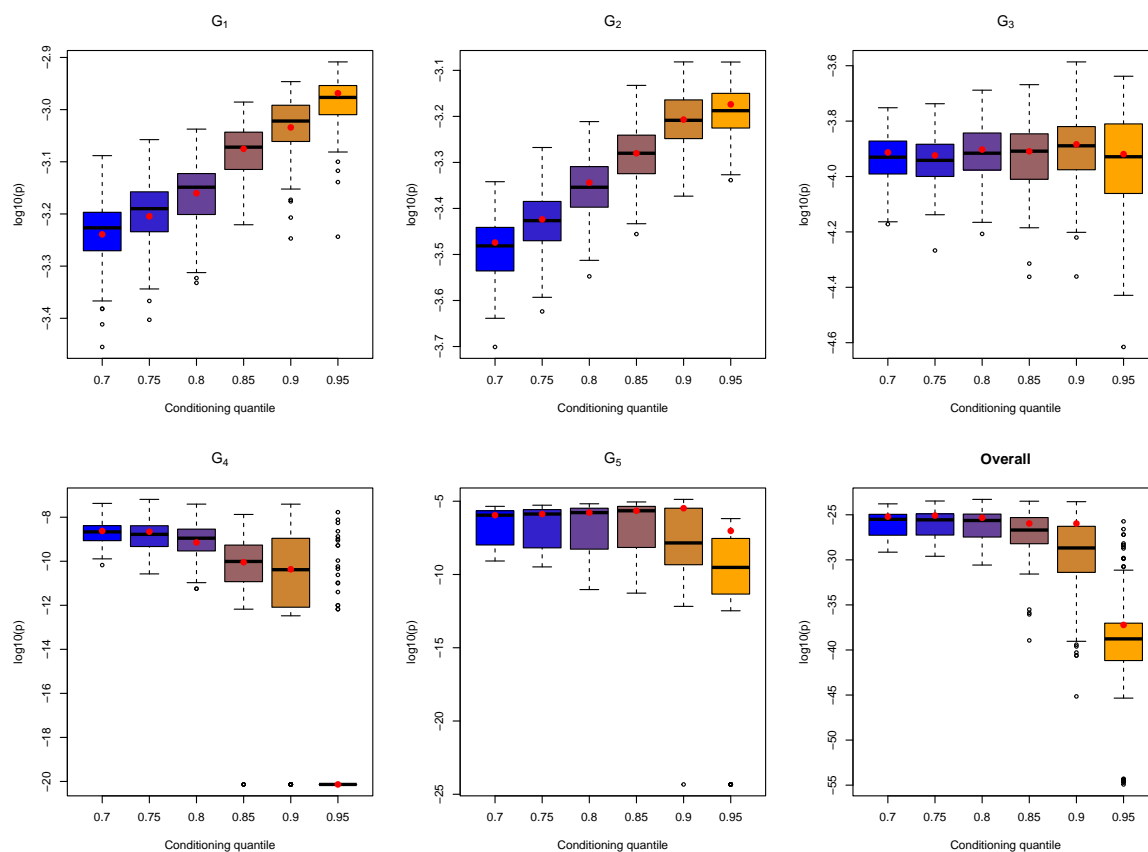 G₁
log10(p)
−2.9
−3.0
−3.1
−3.2
−3.3
−3.4
0.7 0.75 0.8 0.85 0.9 0.95
Conditioning quantile
G₂
log10(p)
−3.1
−3.2
−3.3
−3.4
−3.5
−3.6
−3.7
0.7 0.75 0.8 0.85 0.9 0.95
Conditioning quantile
G₃
log10(p)
−3.6
−3.8
−4.0
−4.2
−4.4
−4.6
0.7 0.75 0.8 0.85 0.9 0.95
Conditioning quantile
G₄
log10(p)
−8
−10
−12
−14
−16
−18
−20
0.7 0.75 0.8 0.85 0.9 0.95
Conditioning quantile
G₅
log10(p)
−5
−10
−15
−20
−25
0.7 0.75 0.8 0.85 0.9 0.95
Conditioning quantile
Overall
log10(p)
−25
−30
−35
−40
−45
−50
−55
0.7 0.75 0.8 0.85 0.9 0.95
Conditioning quantile